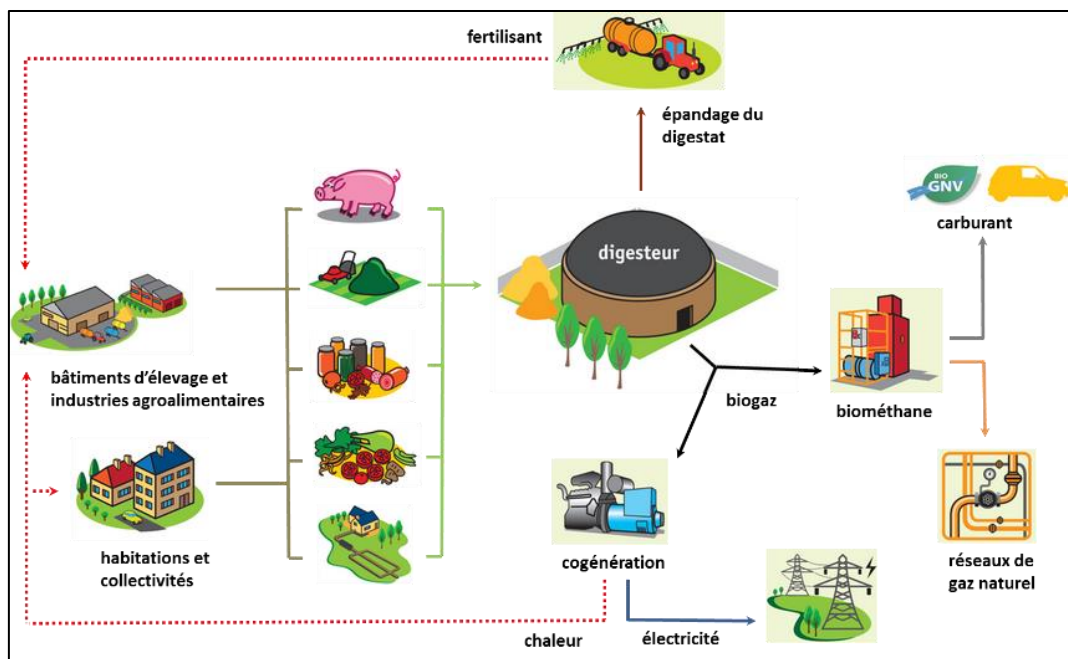 fertilisant
épandage du
digestat
BIO
GNV
carburant
digesteur
bâtiments d'élevage et
industries agroalimentaires
biogaz
biométhane
habitations et
collectivités
cogénération
réseaux de
gaz naturel
chaleur
électricité